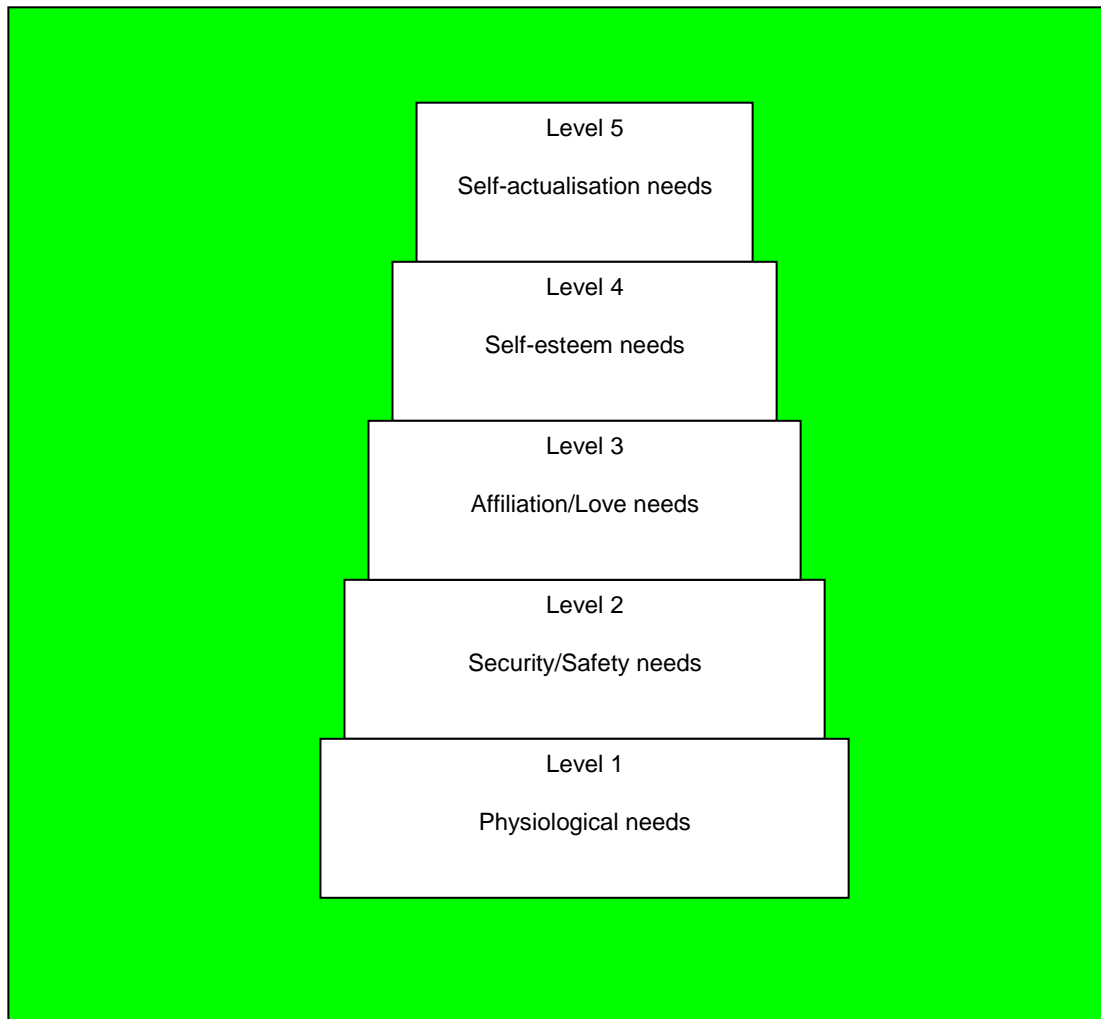 Level 5
Self-actualisation needs
Level 4
Self-esteem needs
Level 3
Affiliation/Love needs
Level 2
Security/Safety needs
Level 1
Physiological needs